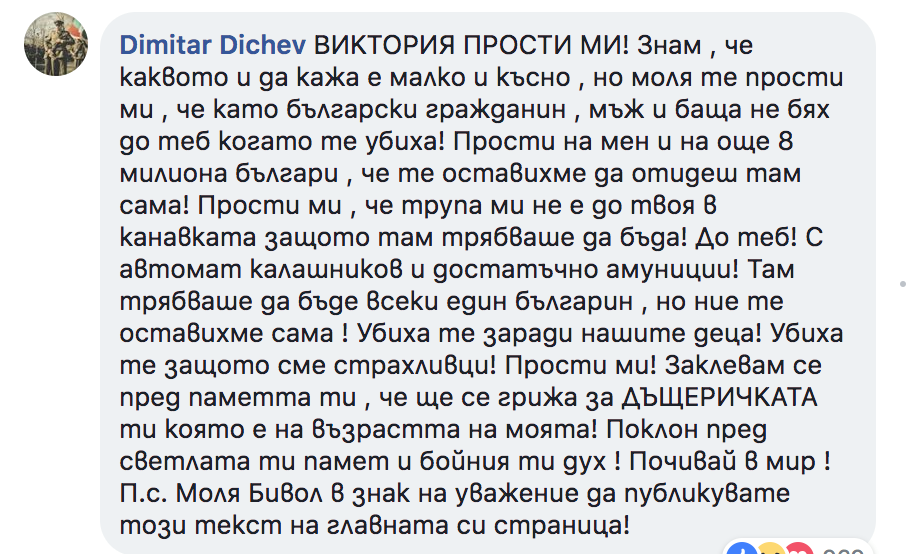 Dimitar Dichev ВИКТОРИЯ ПРОСТИ МИ! Знам , че
каквото и да кажа е малко и късно , но моля те прости
ми , че като български гражданин , мъж и баща не бях
до теб когато те убиха! Прости на мен и на още 8
милиона българи , че те оставихме да отидеш там
сама! Прости ми , че трупа ми не е до твоя в
канавката защото там трябваше да бъда! До теб! С
автомат калашников и достатъчно амуниции! Там
трябваше да бъде всеки един българин , но ние те
оставихме сама ! Убиха те заради нашите деца! Убиха
те защото сме страхливци! Прости ми! Заклевам се
пред паметта ти , че ще се грижа за ДЪЩЕРИЧКАТА
ти която е на възрастта на моята! Поклон пред
светлата ти памет и бойния ти дух ! Почивай в мир !
П.с. Моля Бивол в знак на уважение да публикувате
този текст на главната си страница!